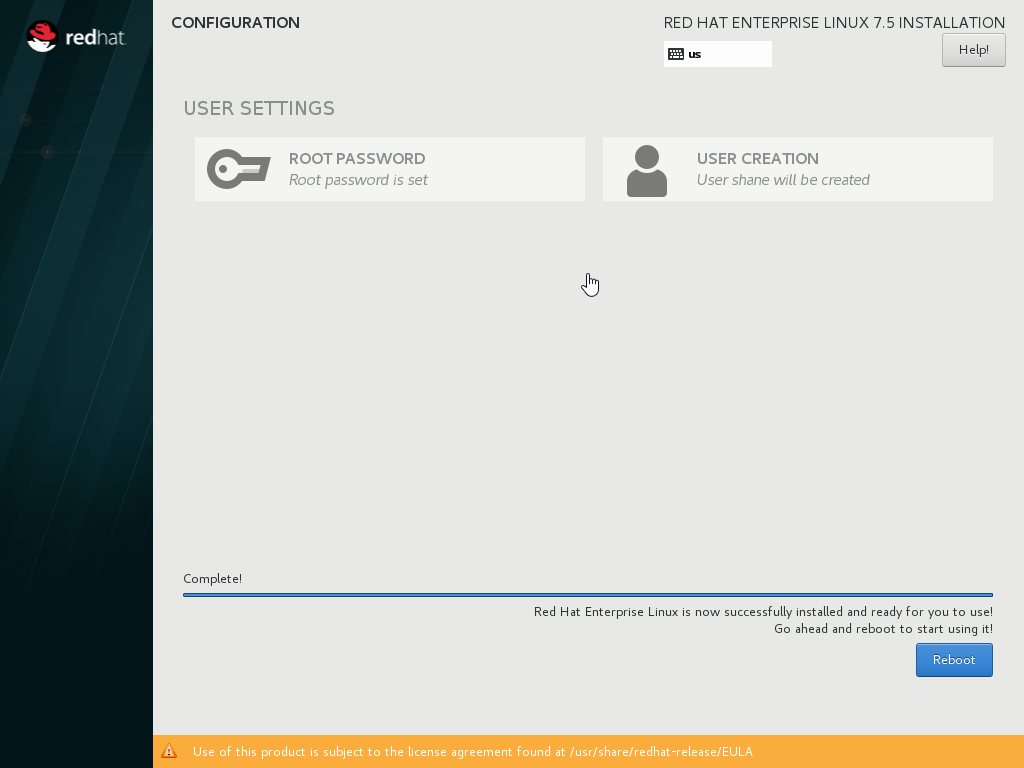 redhat.
CONFIGURATION
RED HAT ENTERPRISE LINUX 7.5 INSTALLATION
us
Help!
USER SETTINGS
ROOT PASSWORD
Root password is set
USER CREATION
User shane will be created
Complete!
Red Hat Enterprise Linux is now successfully installed and ready for you to use!
Go ahead and reboot to start using it!
Reboot
Use of this product is subject to the license agreement found at /usr/share/redhat-release/EULA